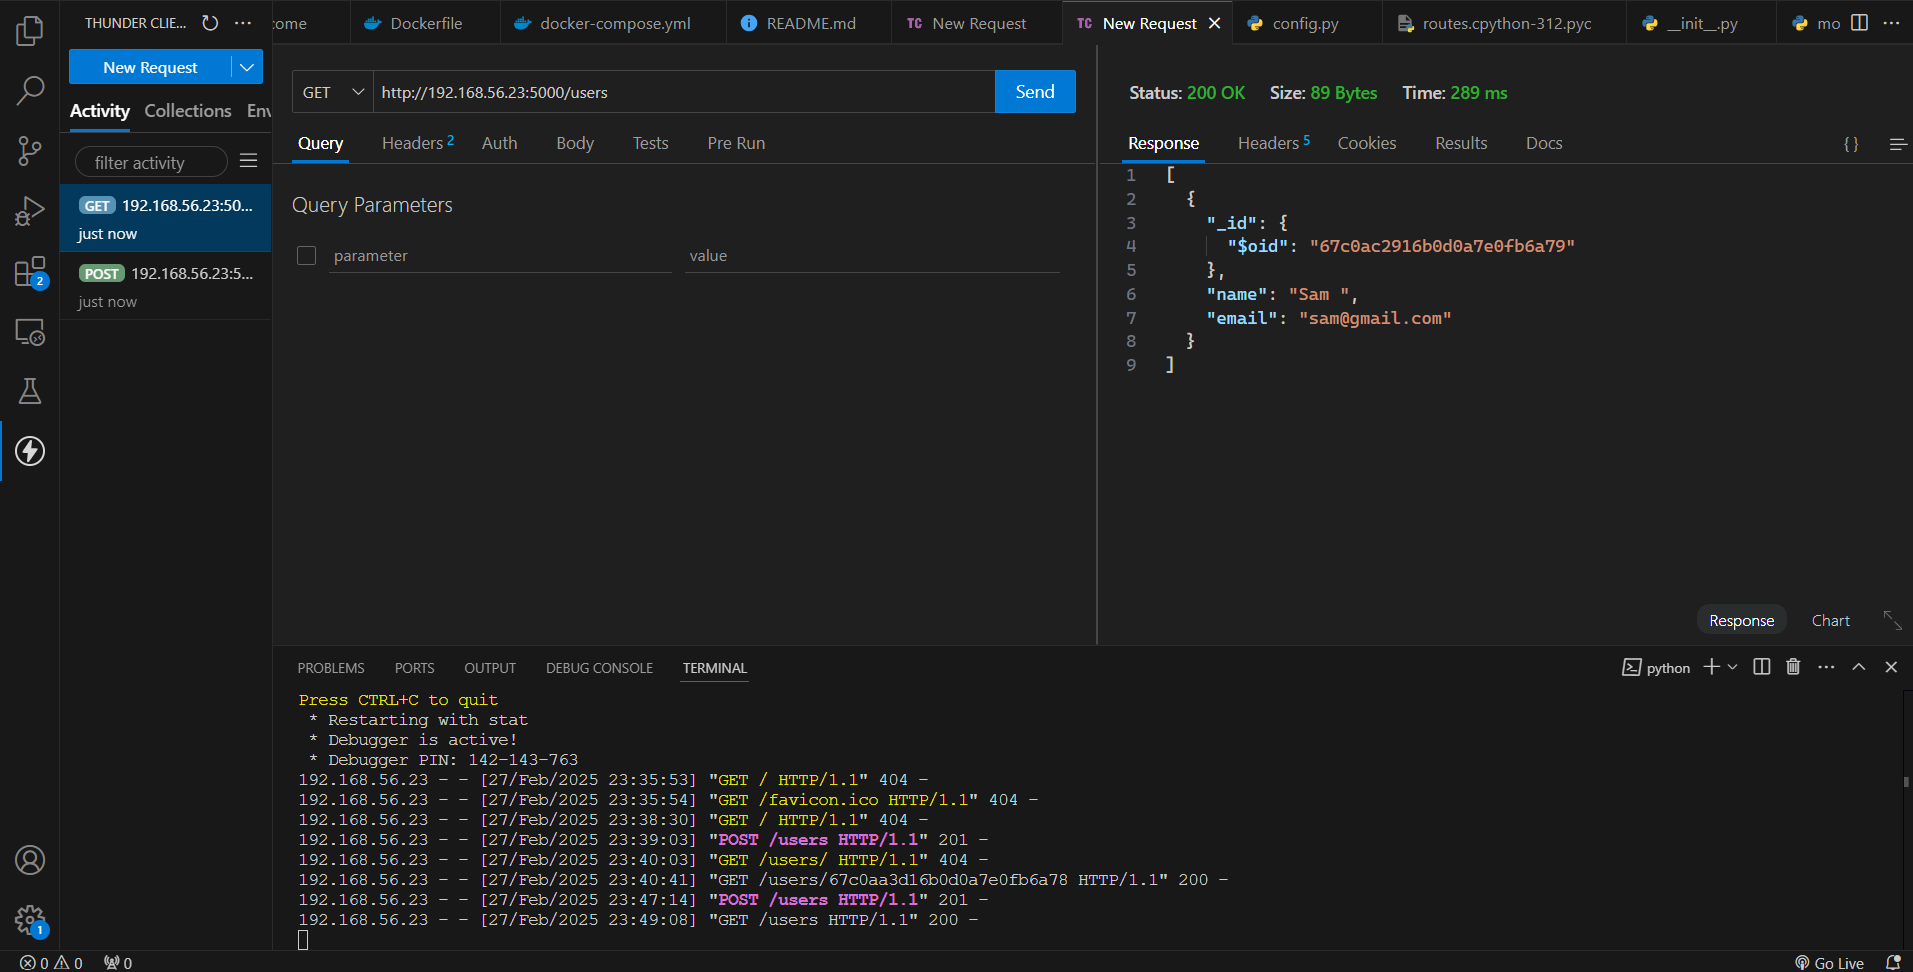 THUNDER CLIE...
come
Dockerfile
docker-compose.yml
README.md
TC New Request
TC New Request
config.py
routes.cpython-312.pyc
__init__.py
mo
New Request
Activity Collections Env
filter activity
GET 192.168.56.23:50...
just now
POST 192.168.56.23:5...
just now
GET http://192.168.56.23:5000/users Send
Query Headers 2 Auth Body Tests Pre Run
Query Parameters
parameter value
Status: 200 OK Size: 89 Bytes Time: 289 ms
Response Headers 5 Cookies Results Docs { }
1 [
2 {
3 "_id": {
4 "$oid": "67c0ac2916b0d0a7e0fb6a79"
5 },
6 "name": "Sam ",
7 "email": "sam@gmail.com"
8 }
9 ]
Response Chart
PROBLEMS PORTS OUTPUT DEBUG CONSOLE TERMINAL
python
Press CTRL+C to quit
* Restarting with stat
* Debugger is active!
* Debugger PIN: 142-143-763
192.168.56.23 - - [27/Feb/2025 23:35:53] "GET / HTTP/1.1" 404 -
192.168.56.23 - - [27/Feb/2025 23:35:54] "GET /favicon.ico HTTP/1.1" 404 -
192.168.56.23 - - [27/Feb/2025 23:38:30] "GET / HTTP/1.1" 404 -
192.168.56.23 - - [27/Feb/2025 23:39:03] "POST /users HTTP/1.1" 201 -
192.168.56.23 - - [27/Feb/2025 23:40:03] "GET /users/ HTTP/1.1" 404 -
192.168.56.23 - - [27/Feb/2025 23:40:41] "GET /users/67c0aa3d16b0d0a7e0fb6a78 HTTP/1.1" 200 -
192.168.56.23 - - [27/Feb/2025 23:47:14] "POST /users HTTP/1.1" 201 -
192.168.56.23 - - [27/Feb/2025 23:49:08] "GET /users HTTP/1.1" 200 -
2
1
0 0 0
Go Live